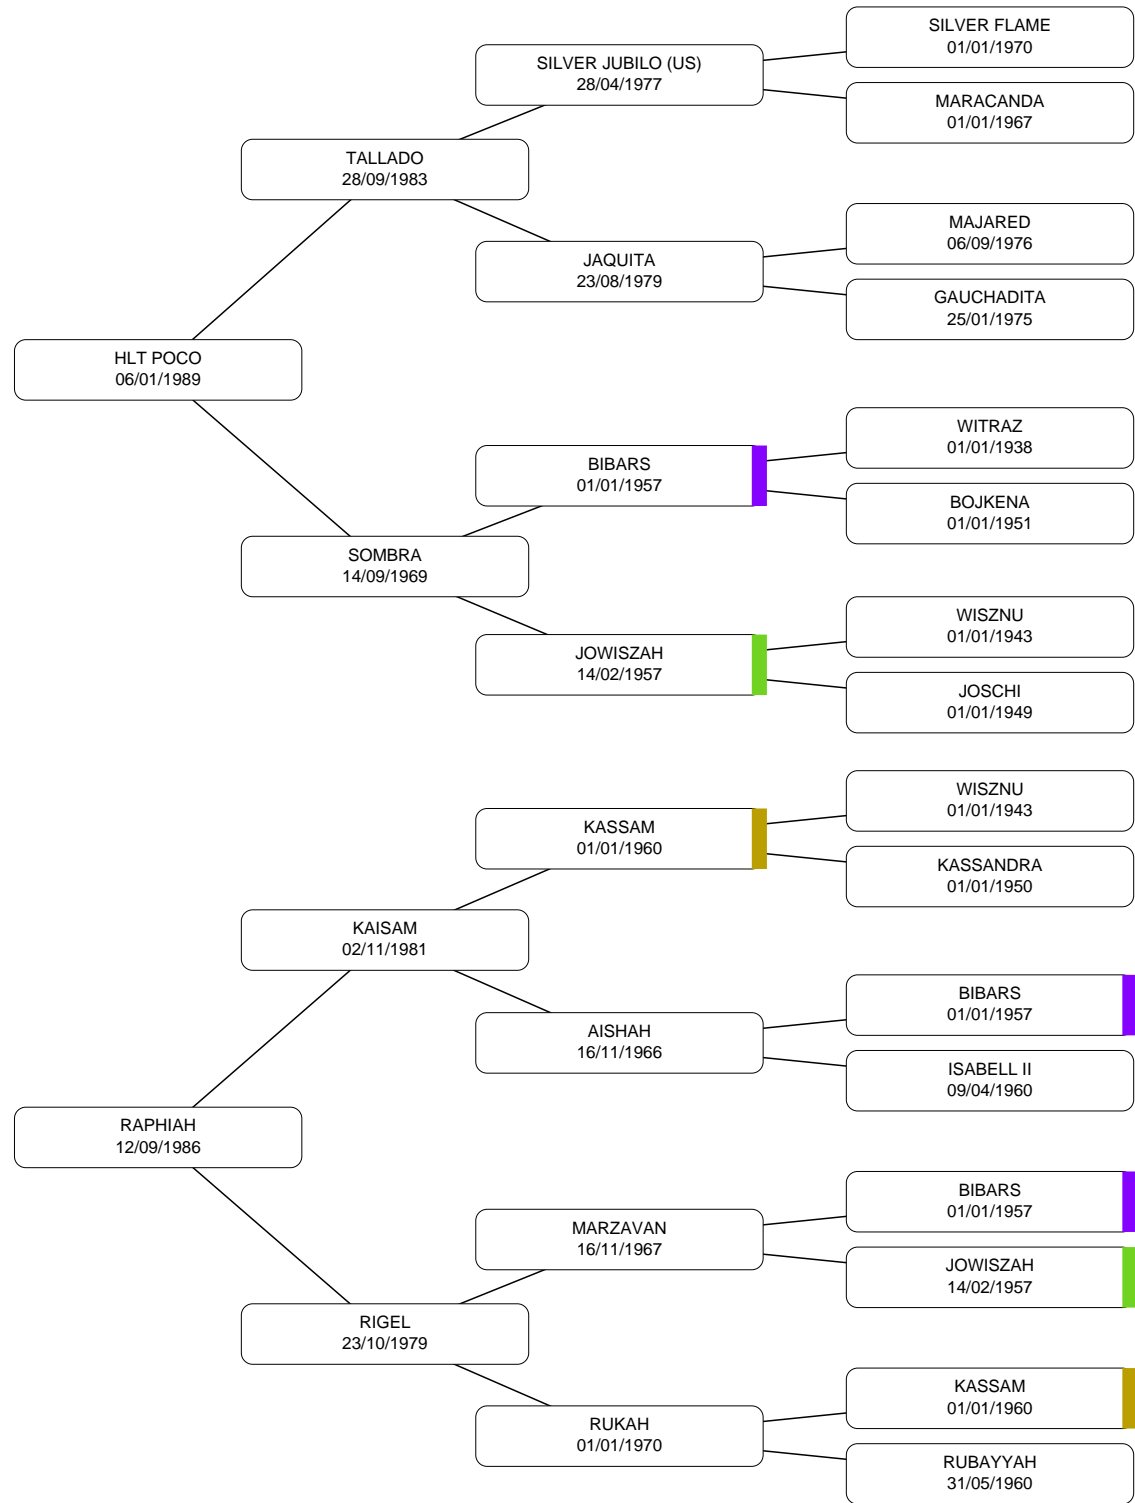 SILVER FLAME
01/01/1970
SILVER JUBILO (US)
28/04/1977
MARACANDA
01/01/1967
TALLADO
28/09/1983
MAJARED
06/09/1976
JAQUITA
23/08/1979
GAUCHADITA
25/01/1975
HLT POCO
06/01/1989
WITRAZ
01/01/1938
BIBARS
01/01/1957
BOJKENA
01/01/1951
SOMBRA
14/09/1969
WISZNU
01/01/1943
JOWISZAH
14/02/1957
JOSCHI
01/01/1949
WISZNU
01/01/1943
KASSAM
01/01/1960
KASSANDRA
01/01/1950
KAISAM
02/11/1981
BIBARS
01/01/1957
AISHAH
16/11/1966
ISABELL II
09/04/1960
RAPHIAH
12/09/1986
BIBARS
01/01/1957
MARZAVAN
16/11/1967
JOWISZAH
14/02/1957
RIGEL
23/10/1979
KASSAM
01/01/1960
RUKAH
01/01/1970
RUBAYYAH
31/05/1960